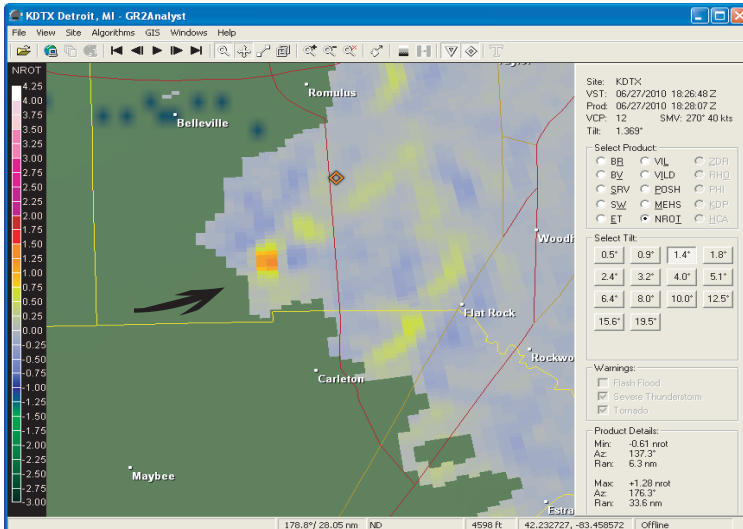 KDTX Detroit, MI - GR2Analyst
File View Site Algorithms GIS Windows Help
NROT
4.25
4.00
3.75
3.50
3.25
3.00
2.75
2.50
2.25
2.00
1.75
1.50
1.25
1.00
0.75
0.50
0.25
0.00
-0.25
-0.50
-0.75
-1.00
-1.25
-1.50
-1.75
-2.00
-2.25
-2.50
-2.75
-3.00
Romulus
Belleville
Flat Rock
Carleton
Maybee
Site: KDTX
VST: 06/27/2010 18:26:48 Z
Prod: 06/27/2010 18:28:07 Z
VCP: 12 SMV: 270° 40 kts
Tilt: 1.369°
Select Product:
BR VIL ZDR
BV VILD RHO
SRV POSH PHI
SW MEHS KDP
ET NROT HCA
Select Tilt:
0.5° 0.9° 1.4° 1.8°
2.4° 3.2° 4.0° 5.1°
6.4° 8.0° 10.0° 12.5°
15.6° 19.5°
Warnings:
Flash Flood
Severe Thunderstorm
Tornado
Product Details:
Min: -0.61 nrot
Az: 137.3°
Ran: 6.3 nm
Max: +1.28 nrot
Az: 176.3°
Ran: 33.6 nm
178.8°/ 28.05 nm ND 4598 ft 42.232727, -83.458572 Offline